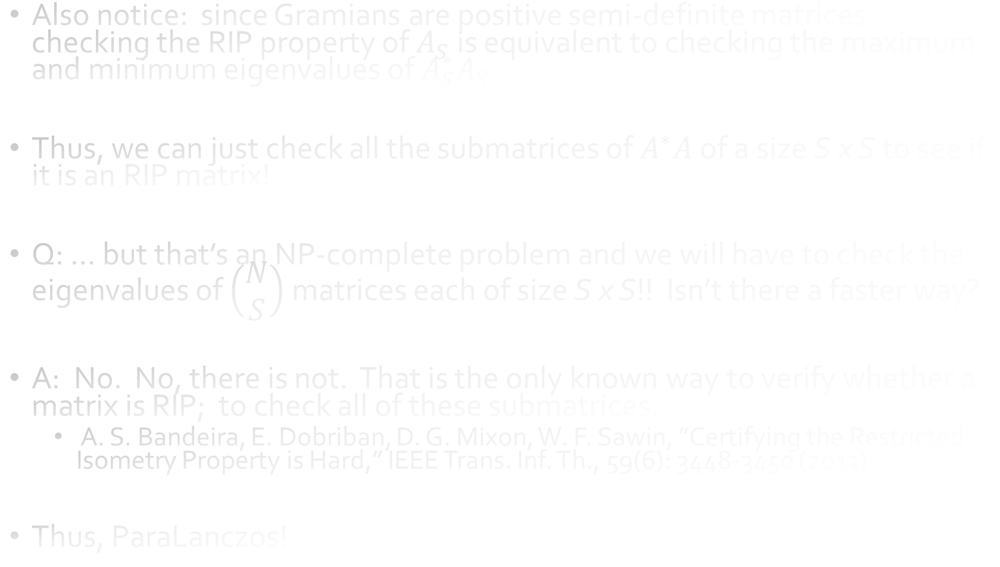 • Also notice:  since Gramians are positive semi-definite matrices,
checking the RIP property of A_S is equivalent to checking the maximum
and minimum eigenvalues of A_S^* A_S
• Thus, we can just check all the submatrices of A^* A of a size S x S to see if
it is an RIP matrix!
• Q: … but that’s an NP-complete problem and we will have to check the
eigenvalues of (N S) matrices each of size S x S!!  Isn’t there a faster way?
• A:  No.  No, there is not.  That is the only known way to verify whether a
matrix is RIP;  to check all of these submatrices.
• A. S. Bandeira, E. Dobriban, D. G. Mixon, W. F. Sawin, “Certifying the Restricted
Isometry Property is Hard,” IEEE Trans. Inf. Th., 59(6): 3448-3450 (2013)
• Thus, ParaLanczos!